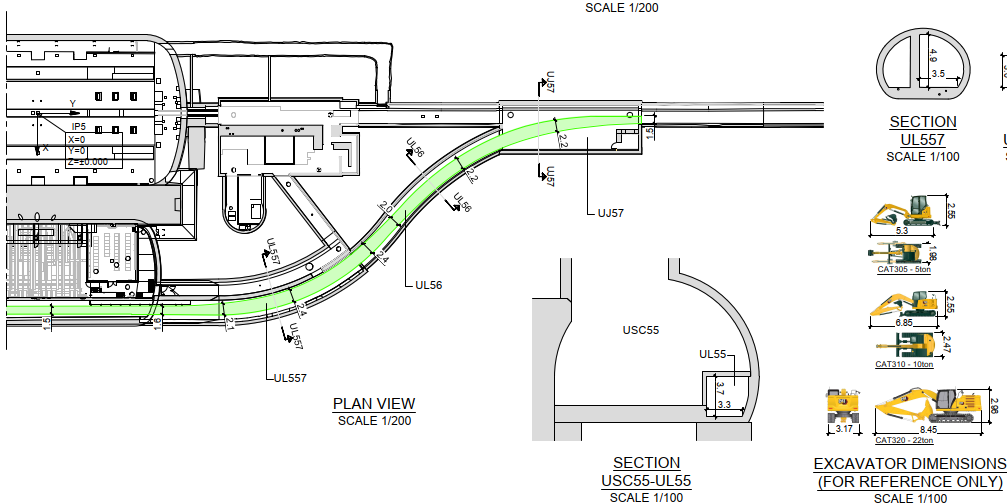 SCALE 1/200
Y
IP5
X=0
Y=0
Z=±0.000
X
UJ57
UJ57
UL56
UL56
UL557
UL557
1.5
2.2
2.2
2.0
2.4
2.4
2.1
1.6
1.5
UJ57
UL56
UL557
PLAN VIEW
SCALE 1/200
USC55
UL55
3.7
3.3
SECTION
USC55-UL55
SCALE 1/100
4.9
3.5
SECTION
UL557
SCALE 1/100
2.55
5.3
1.98
CAT305 - 5ton
2.55
6.85
2.47
CAT310 - 10ton
3.17
8.45
2.96
CAT320 - 22ton
EXCAVATOR DIMENSIONS
(FOR REFERENCE ONLY)
SCALE 1/100